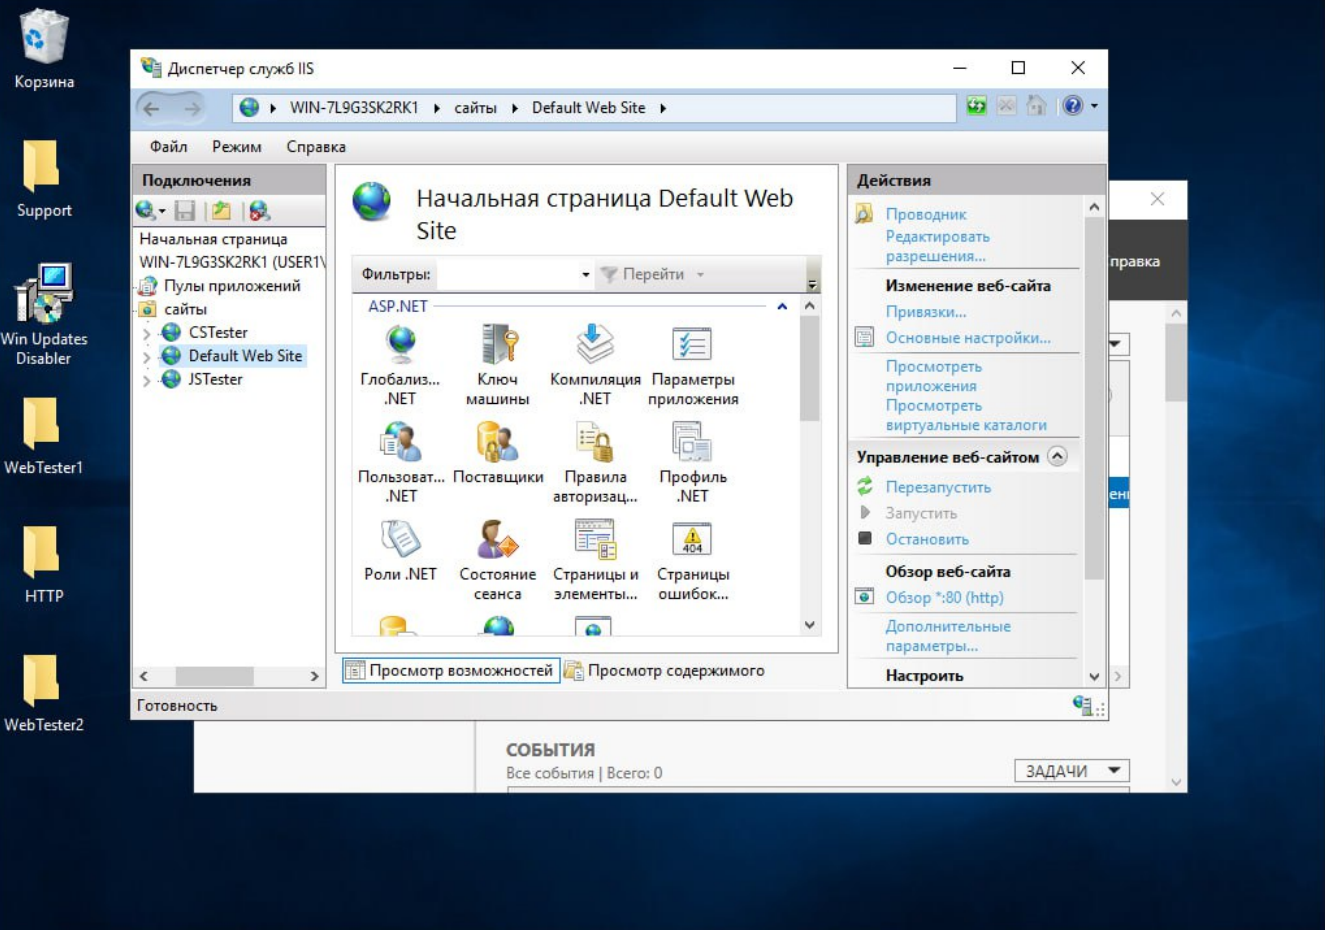 Корзина
Support
Win Updates
Disabler
WebTester1
HTTP
WebTester2
Диспетчер служб IIS
WIN-7L9G3SK2RK1
сайты
Default Web Site
Файл
Режим
Справка
Подключения
Начальная страница
WIN-7L9G3SK2RK1 (USER1\
Пулы приложений
сайты
CSTester
Default Web Site
JSTester
Начальная страница Default Web
Site
Фильтры:
Перейти
ASP.NET
Глобализ...
.NET
Ключ
машины
Компиляция
.NET
Параметры
приложения
Пользоват...
.NET
Поставщики
Правила
авторизац...
Профиль
.NET
Роли .NET
Состояние
сеанса
Страницы и
элементы...
404
Страницы
ошибок...
Просмотр возможностей
Просмотр содержимого
Действия
Проводник
Редактировать
разрешения...
Изменение веб-сайта
Привязки...
Основные настройки...
Просмотреть
приложения
Просмотреть
виртуальные каталоги
Управление веб-сайтом
Перезапустить
Запустить
Остановить
Обзор веб-сайта
Обзор *:80 (http)
Дополнительные
параметры...
Настроить
Готовность
правка
СОБЫТИЯ
Все события | Всего: 0
ЗАДАЧИ